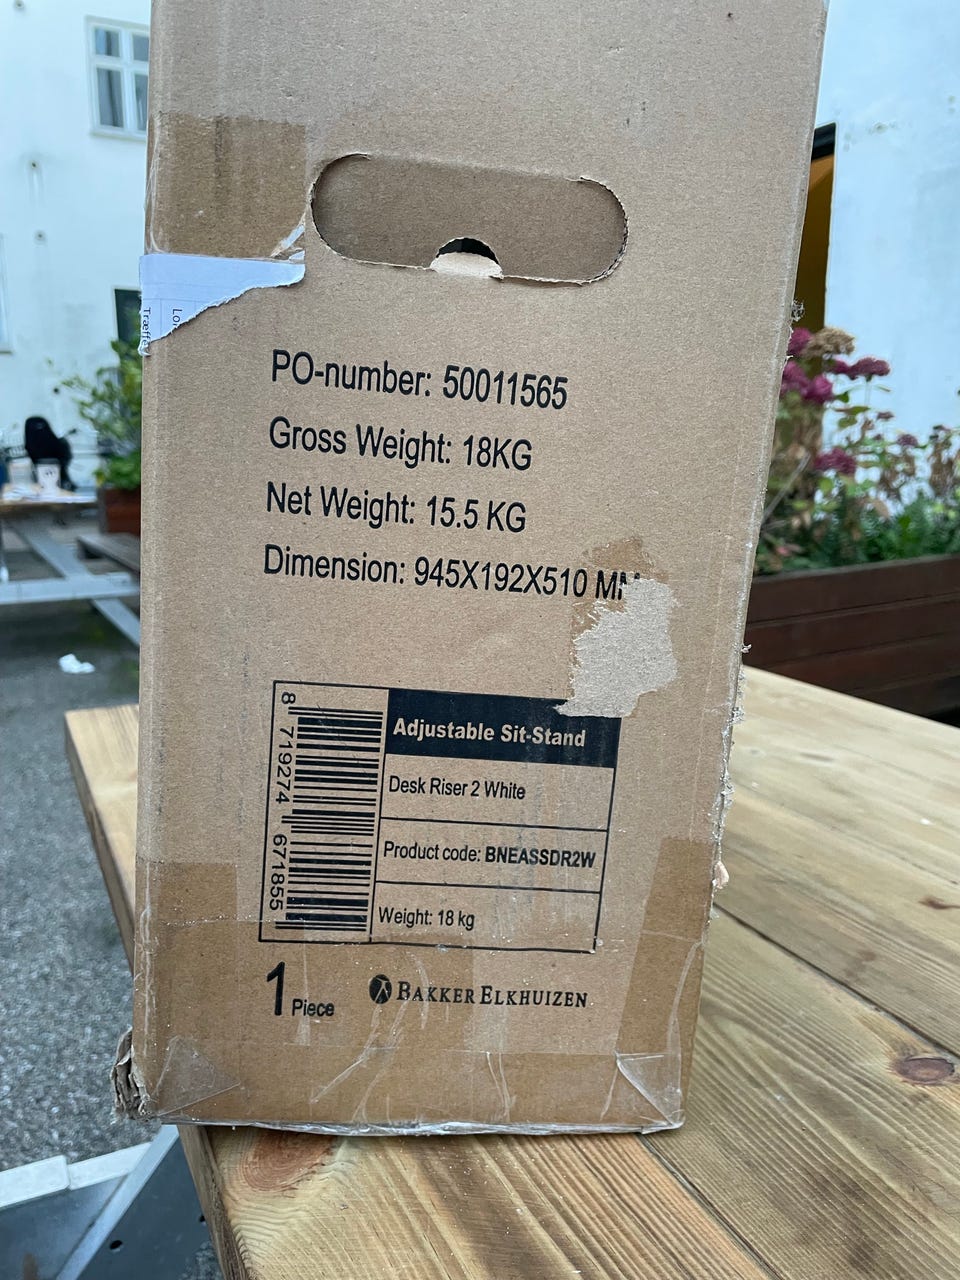 Træffe
PO-number: 50011565
Gross Weight: 18KG
Net Weight: 15.5 KG
Dimension: 945X192X510 MM
8 719274 671855
Adjustable Sit-Stand
Desk Riser 2 White
Product code: BNEASSDR2W
Weight: 18 kg
1 Piece
BAKKER ELKHUIZEN